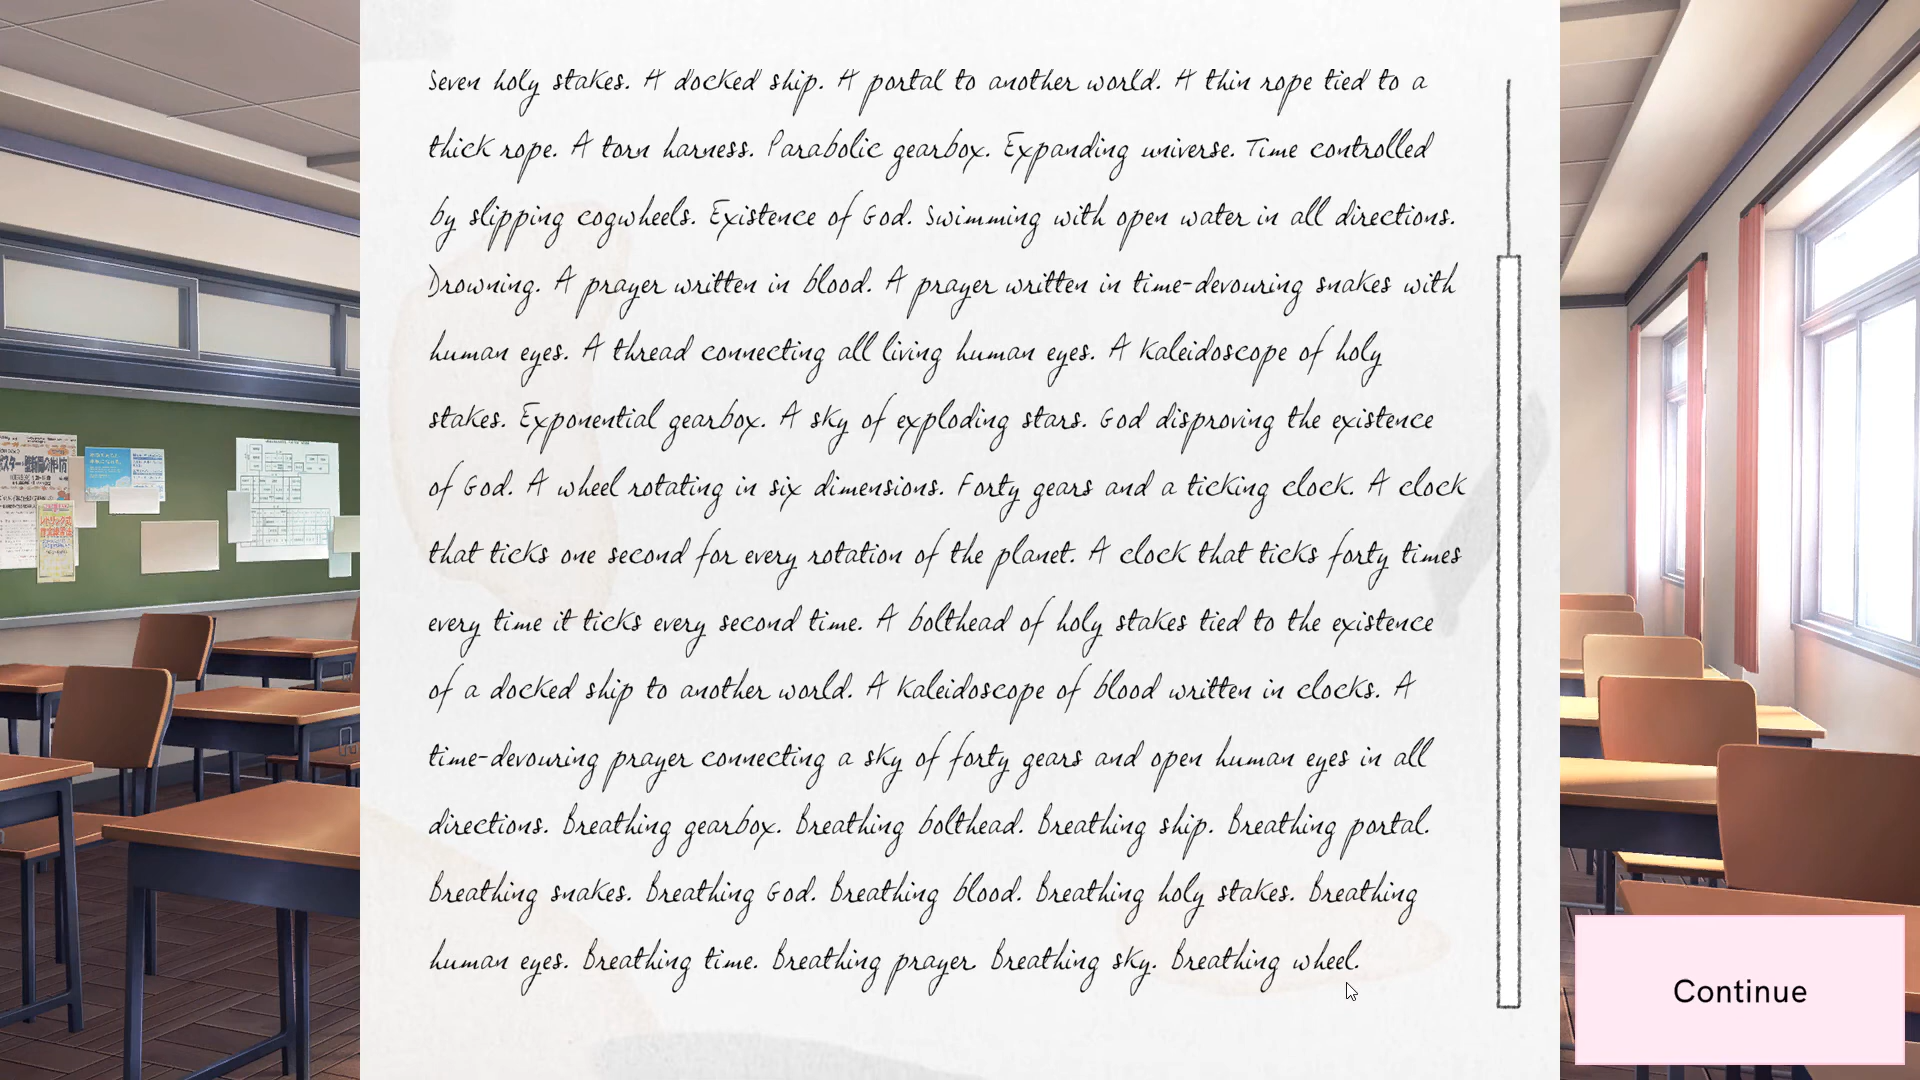 Seven holy stakes. A docked ship. A portal to another world. A thin rope tied to a
thick rope. A torn harness. Parabolic gearbox. Expanding universe. Time controlled
by slipping cogwheels. Existence of God. Swimming with open water in all directions.
Drowning. A prayer written in blood. A prayer written in time-devouring snakes with
human eyes. A thread connecting all living human eyes. A kaleidoscope of holy
stakes. Exponential gearbox. A sky of exploding stars. God disproving the existence
of God. A wheel rotating in six dimensions. Forty gears and a ticking clock. A clock
that ticks one second for every rotation of the planet. A clock that ticks forty times
every time it ticks every second time. A bolthead of holy stakes tied to the existence
of a docked ship to another world. A kaleidoscope of blood written in clocks. A
time-devouring prayer connecting a sky of forty gears and open human eyes in all
directions. Breathing gearbox. Breathing bolthead. Breathing ship. Breathing portal.
Breathing snakes. Breathing God. Breathing blood. Breathing holy stakes. Breathing
human eyes. Breathing time. Breathing prayer. Breathing sky. Breathing wheel.
Continue